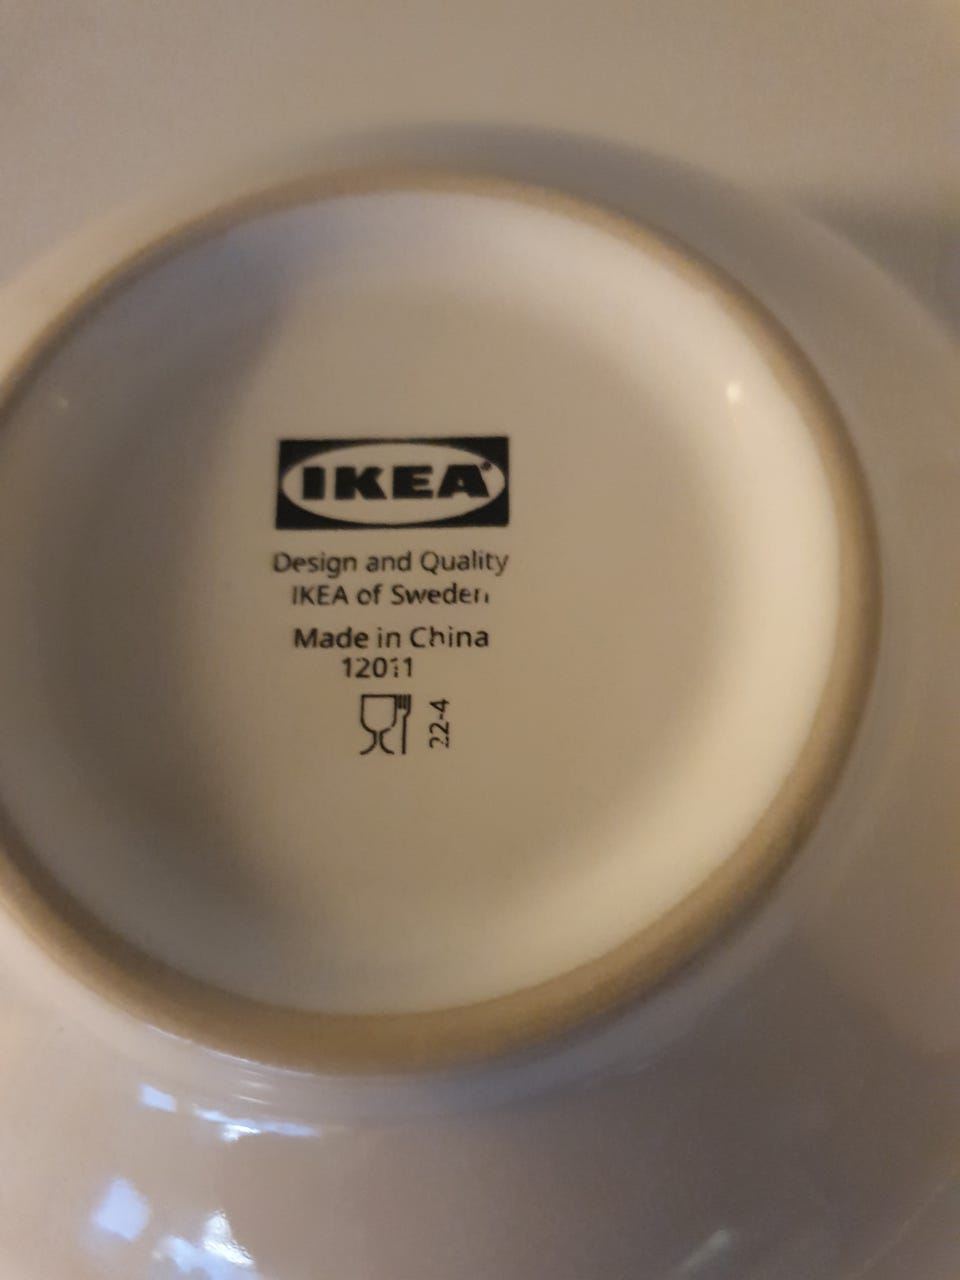 IKEA®
Design and Quality
IKEA of Sweden
Made in China
12011
22-4